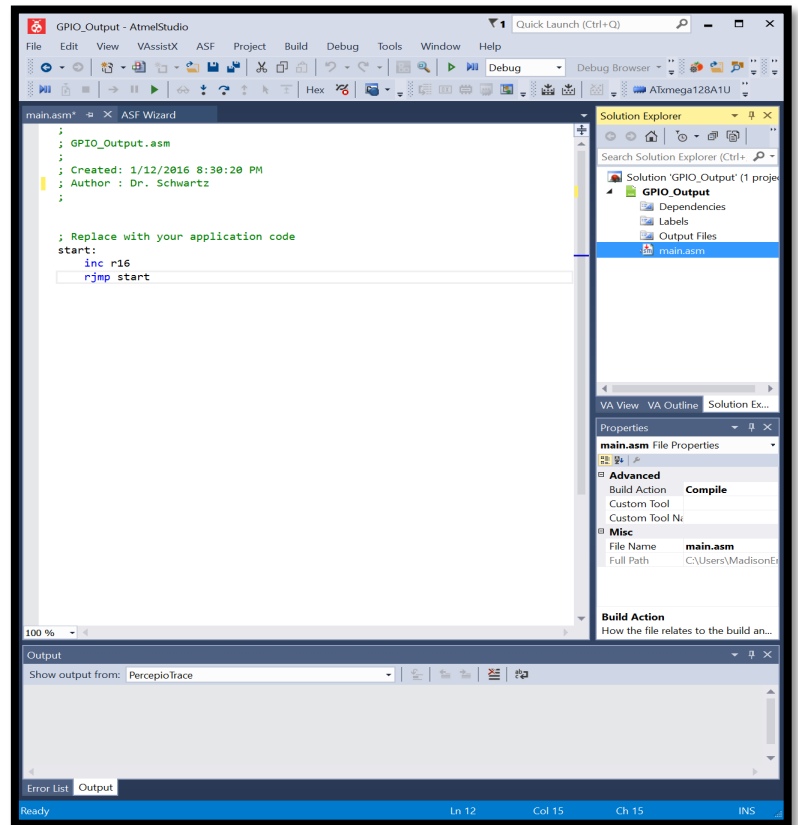 GPIO_Output - AtmelStudio
1
Quick Launch (Ctrl+Q)
File Edit View VAssistX ASF Project Build Debug Tools Window Help
Debug
Debug Browser
Hex
ATxmega128A1U
main.asm*
ASF Wizard
;
; GPIO_Output.asm
;
; Created: 1/12/2016 8:30:20 PM
; Author : Dr. Schwartz
;
; Replace with your application code
start:
inc r16
rjmp start
100 %
Solution Explorer
Search Solution Explorer (Ctrl+
Solution 'GPIO_Output' (1 proje
GPIO_Output
Dependencies
Labels
Output Files
main.asm
VA View VA Outline Solution Ex...
Properties
main.asm File Properties
Advanced
Build Action Compile
Custom Tool
Custom Tool Na
Misc
File Name main.asm
Full Path C:\Users\MadisonEr
Build Action
How the file relates to the build an...
Output
Show output from: PercepioTrace
Error List Output
Ready Ln 12 Col 15 Ch 15 INS